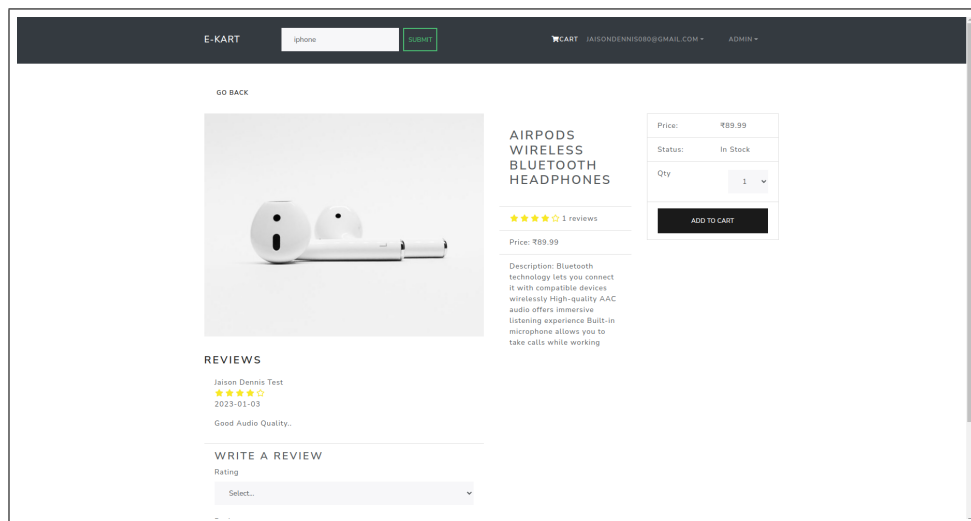 E-KART
iphone
SUBMIT
CART
JAISONDENNIS080@GMAIL.COM
ADMIN
GO BACK
AIRPODS
WIRELESS
BLUETOOTH
HEADPHONES
1 reviews
Price: ₹89.99
Description: Bluetooth
technology lets you connect
it with compatible devices
wirelessly High-quality AAC
audio offers immersive
listening experience Built-in
microphone allows you to
take calls while working
Price: ₹89.99
Status: In Stock
Qty 1
ADD TO CART
REVIEWS
Jaison Dennis Test
2023-01-03
Good Audio Quality..
WRITE A REVIEW
Rating
Select...